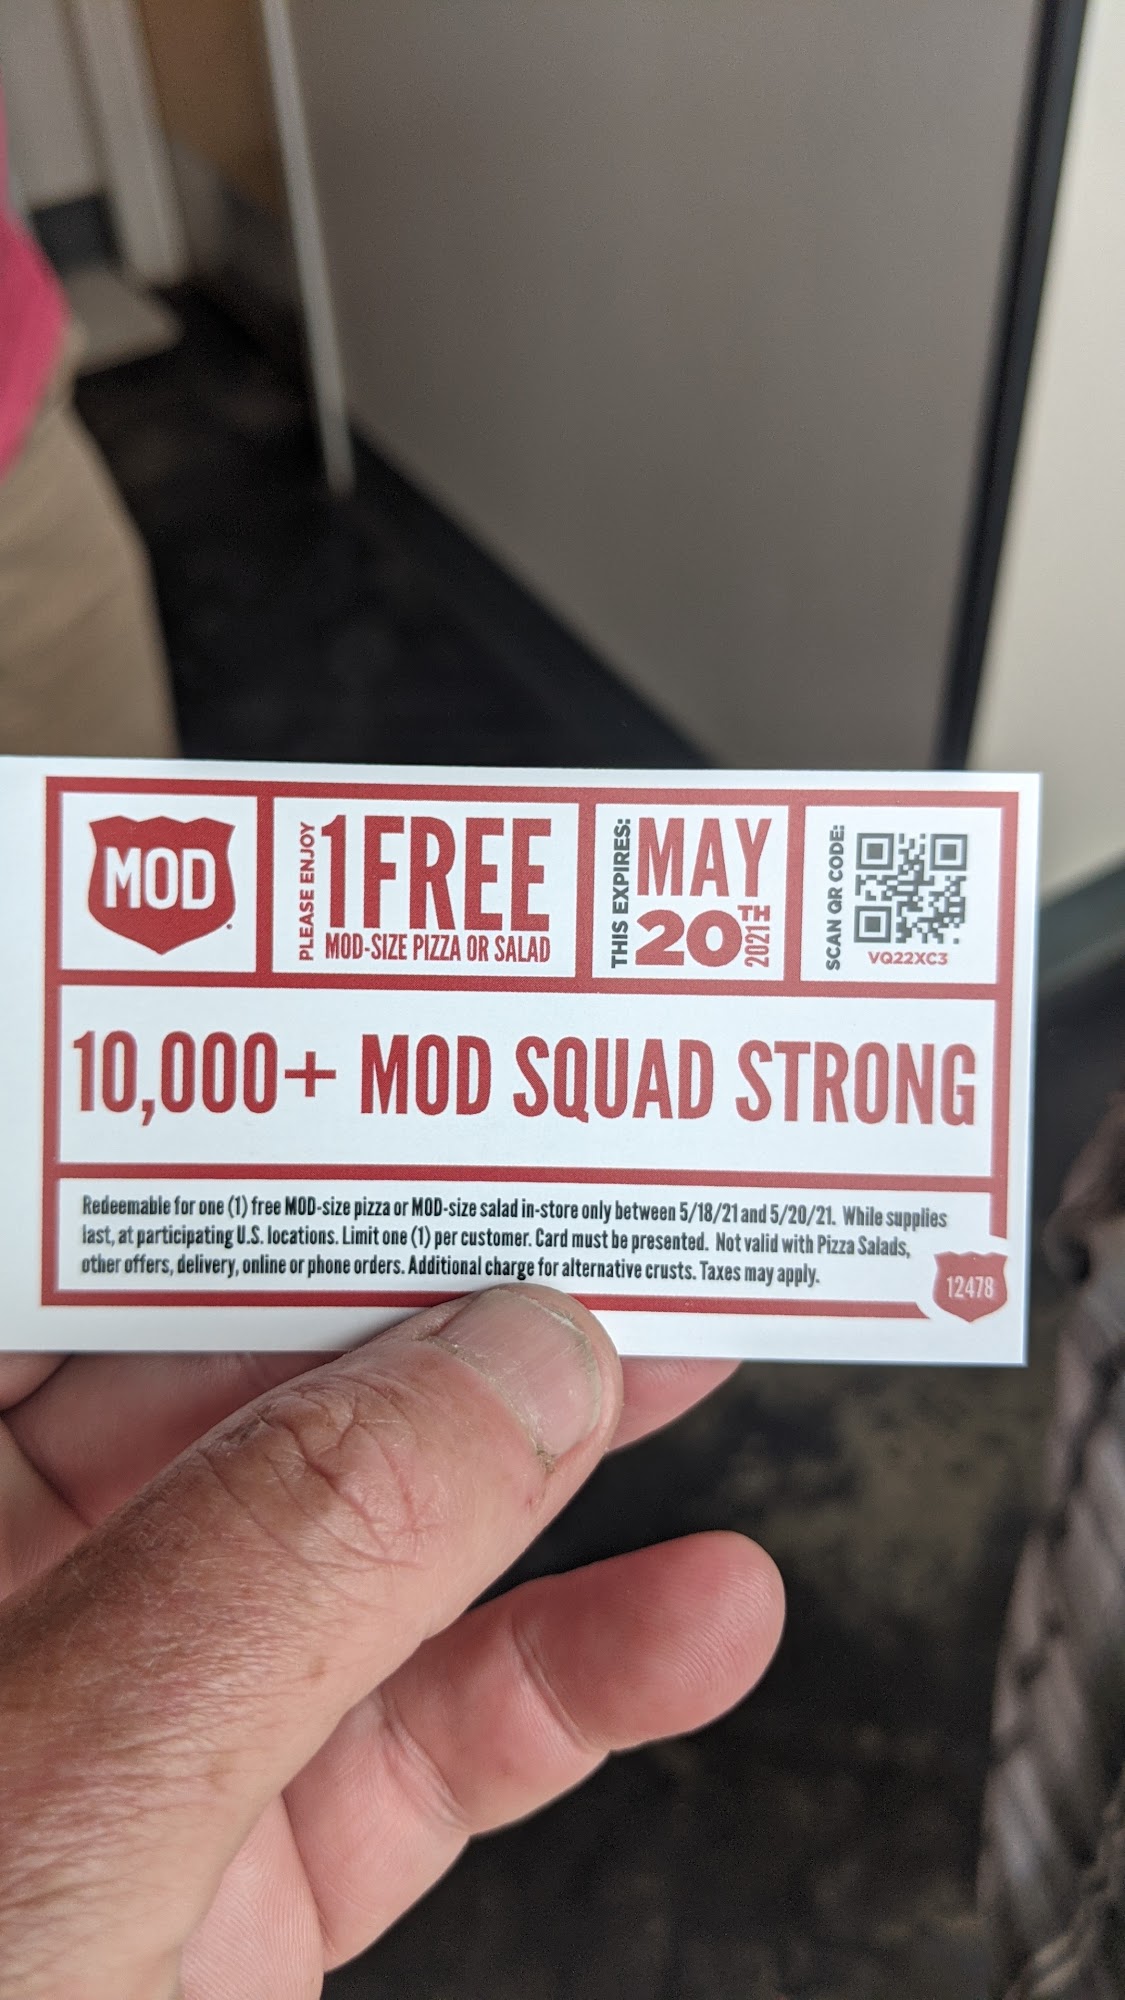 MOD
PLEASE ENJOY
1 FREE
MOD-SIZE PIZZA OR SALAD
THIS EXPIRES:
MAY
20TH
2021
SCAN QR CODE:
VQ22XC3
10,000+ MOD SQUAD STRONG
Redeemable for one (1) free MOD-size pizza or MOD-size salad in-store only between 5/18/21 and 5/20/21. While supplies
last, at participating U.S. locations. Limit one (1) per customer. Card must be presented. Not valid with Pizza Salads,
other offers, delivery, online or phone orders. Additional charge for alternative crusts. Taxes may apply.
12478